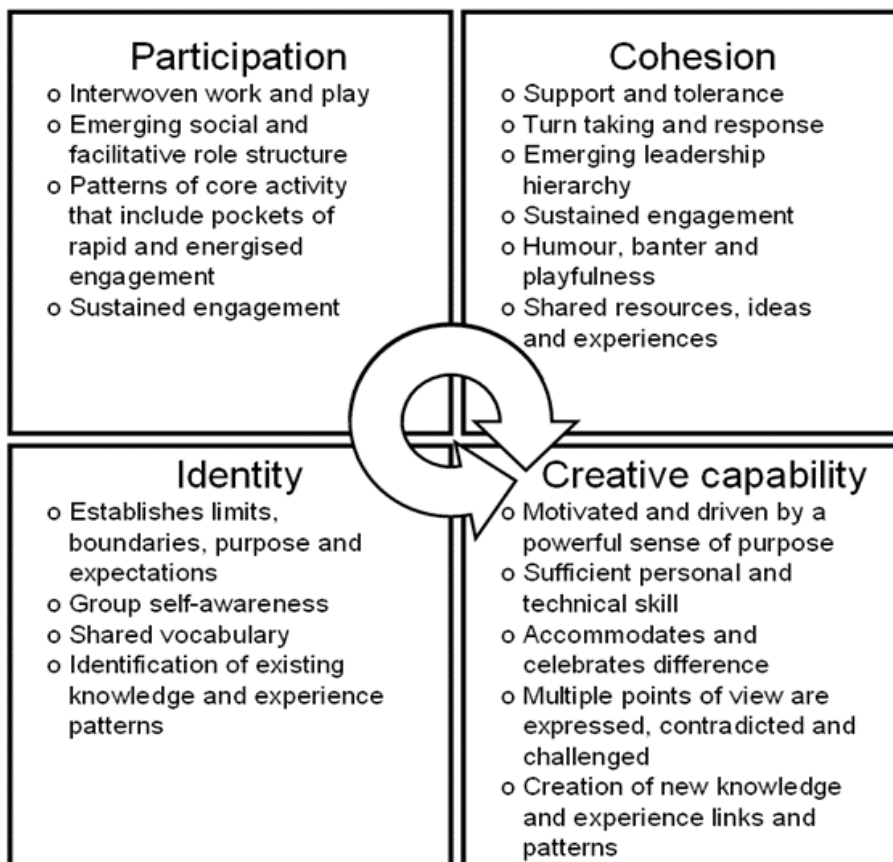 Participation
o Interwoven work and play
o Emerging social and
facilitative role structure
o Patterns of core activity
that include pockets of
rapid and energised
engagement
o Sustained engagement
Cohesion
o Support and tolerance
o Turn taking and response
o Emerging leadership
hierarchy
o Sustained engagement
o Humour, banter and
playfulness
o Shared resources, ideas
and experiences
Identity
o Establishes limits,
boundaries, purpose and
expectations
o Group self-awareness
o Shared vocabulary
o Identification of existing
knowledge and experience
patterns
Creative capability
o Motivated and driven by a
powerful sense of purpose
o Sufficient personal and
technical skill
o Accommodates and
celebrates difference
o Multiple points of view are
expressed, contradicted and
challenged
o Creation of new knowledge
and experience links and
patterns